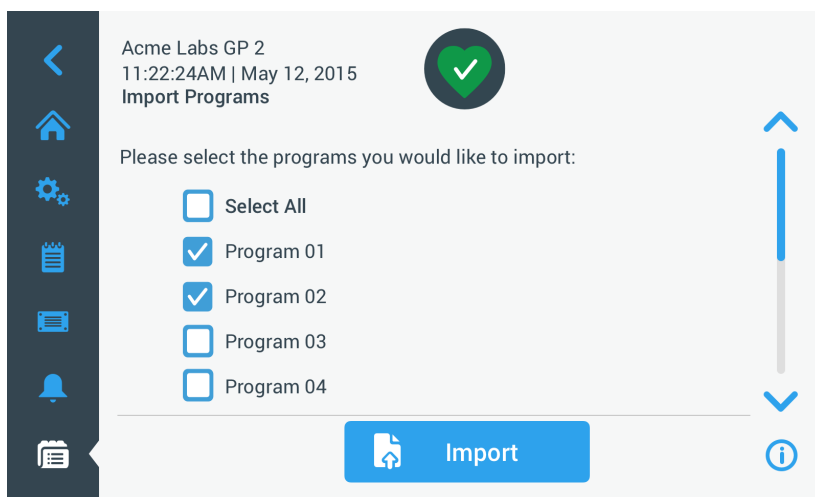 Acme Labs GP 2
11:22:24AM | May 12, 2015
Import Programs
Please select the programs you would like to import:
Select All
Program 01
Program 02
Program 03
Program 04
Import